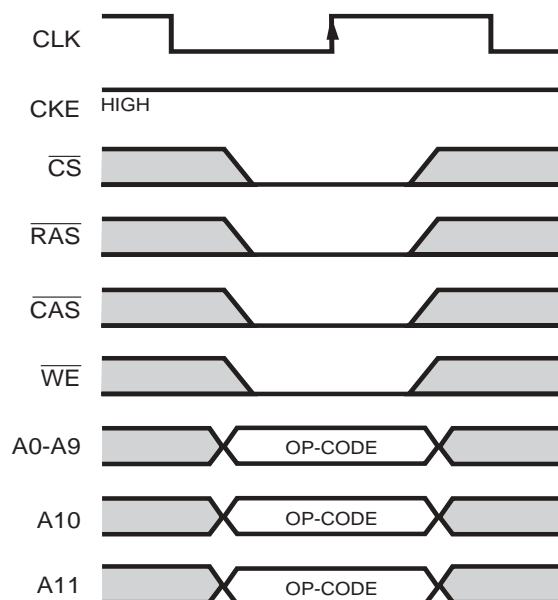 CLK
CKE HIGH
CS
RAS
CAS
WE
A0-A9 OP-CODE
A10 OP-CODE
A11 OP-CODE